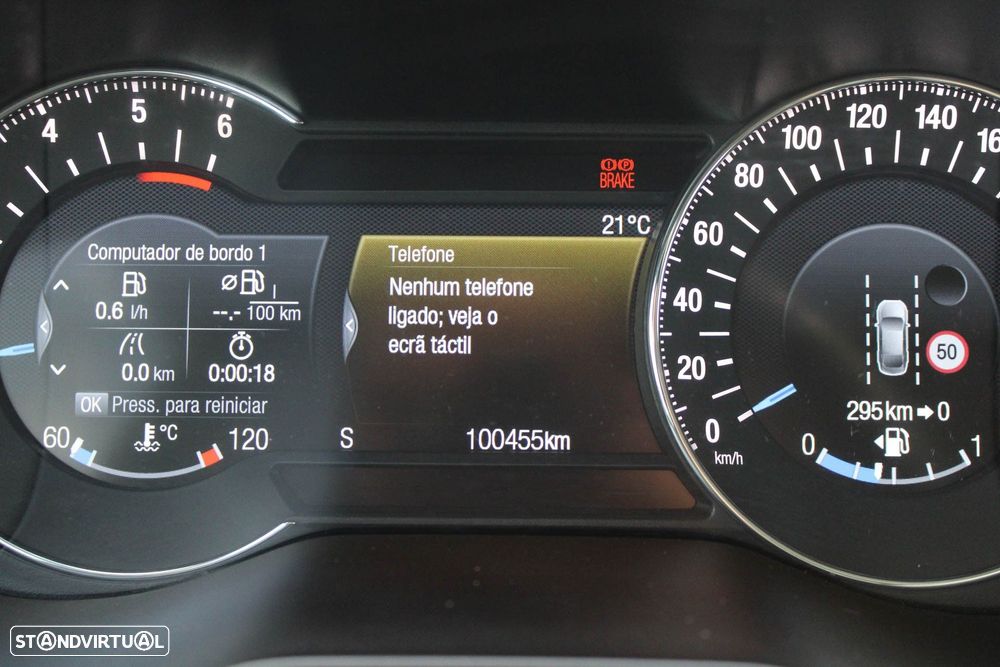 4 5 6
Computador de bordo 1
0.6 l/h
--.- 100 km
0.0 km
0:00:18
OK Press. para reiniciar
60 °C 120
BRAKE
21°C
Telefone
Nenhum telefone
ligado; veja o
ecrã táctil
S 100455km
0 20 40 60 80 100 120 140
km/h
50
295km → 0
0 1
STANDVIRTUAL